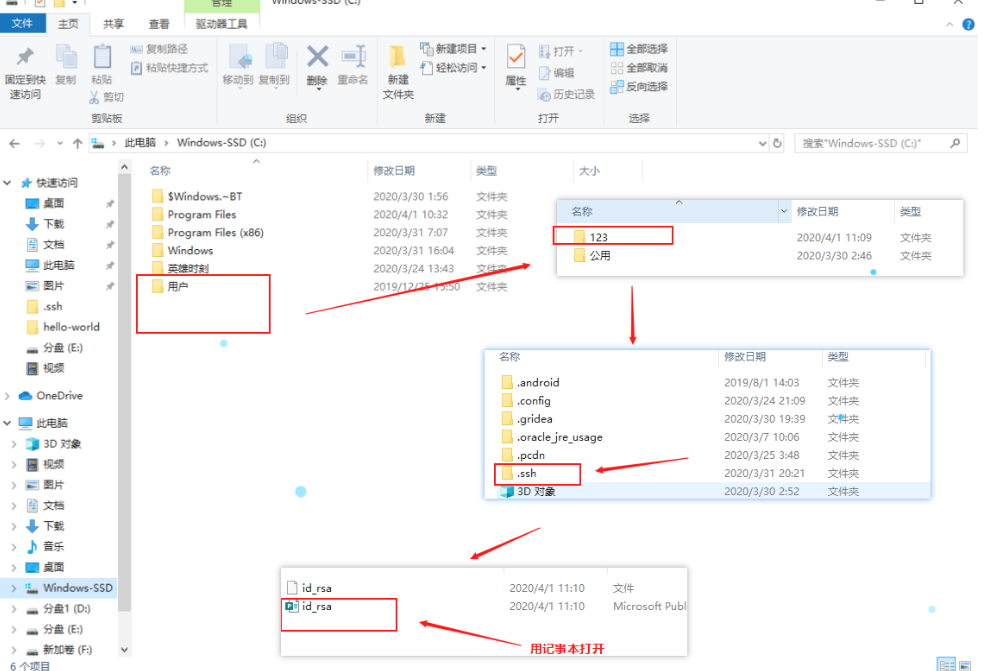 管理
Windows-SSD (C:)
文件
主页
共享
查看
驱动器工具
固定到快
速访问
复制
粘贴
复制路径
粘贴快捷方式
剪切
剪贴板
移动到
复制到
删除
重命名
组织
新建
文件夹
新建项目
轻松访问
新建
属性
打开
编辑
历史记录
打开
全部选择
全部取消
反向选择
选择
此电脑 > Windows-SSD (C:)
搜索"Windows-SSD (C:)"
快速访问
桌面
下载
文档
此电脑
图片
.ssh
hello-world
分盘 (E:)
视频
OneDrive
此电脑
3D 对象
视频
图片
文档
下载
音乐
桌面
Windows-SSD
分盘1 (D:)
分盘 (E:)
新加卷 (F:)
6 个项目
名称 修改日期 类型 大小
$Windows.~BT 2020/3/30 1:56 文件夹
Program Files 2020/4/1 10:32 文件夹
Program Files (x86) 2020/3/31 7:07 文件夹
Windows 2020/3/31 16:04 文件夹
英雄时刻 2020/3/24 13:43 文件夹
用户 2019/12/25 15:50 文件夹
名称 修改日期 类型
123 2020/4/1 11:09 文件夹
公用 2020/3/30 2:46 文件夹
名称 修改日期 类型
.android 2019/8/1 14:03 文件夹
.config 2020/3/24 21:09 文件夹
.gridea 2020/3/30 19:39 文件夹
.oracle_jre_usage 2020/3/7 10:06 文件夹
.pcdn 2020/3/25 3:48 文件夹
.ssh 2020/3/31 20:21 文件夹
3D 对象 2020/3/30 2:52 文件夹
id_rsa 2020/4/1 11:10 文件
id_rsa 2020/4/1 11:10 Microsoft Publ
用记事本打开